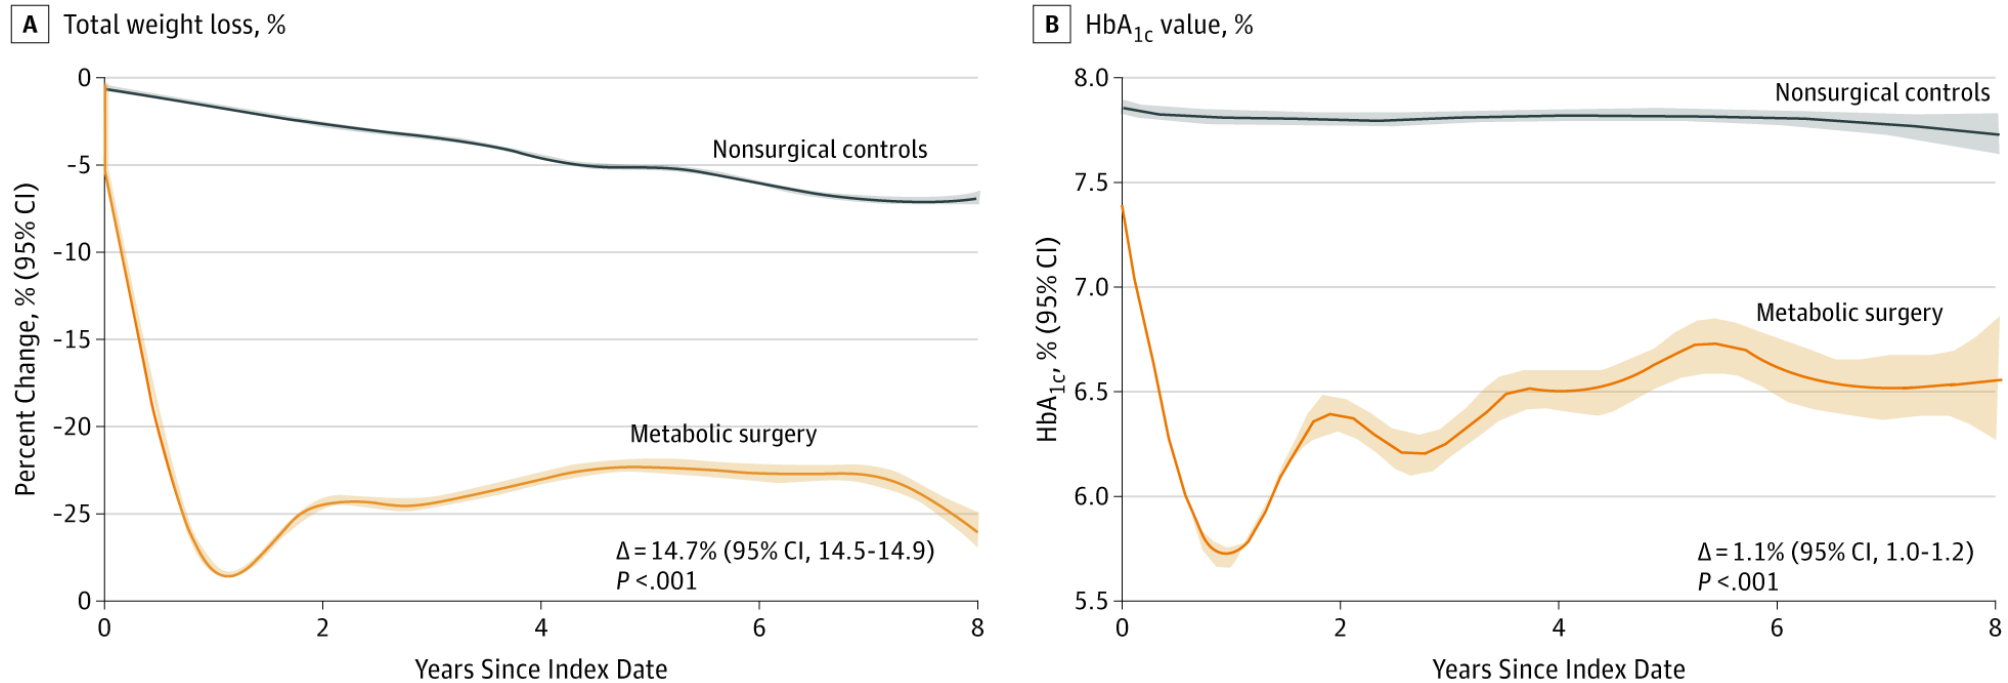 A Total weight loss, %
Percent Change, % (95% CI)
0
-5
-10
-15
-20
-25
0
Nonsurgical controls
Metabolic surgery
Δ = 14.7% (95% CI, 14.5-14.9)
P <.001
0 2 4 6 8
Years Since Index Date
B HbA1c value, %
HbA1c, % (95% CI)
8.0
7.5
7.0
6.5
6.0
5.5
Nonsurgical controls
Metabolic surgery
Δ = 1.1% (95% CI, 1.0-1.2)
P <.001
0 2 4 6 8
Years Since Index Date